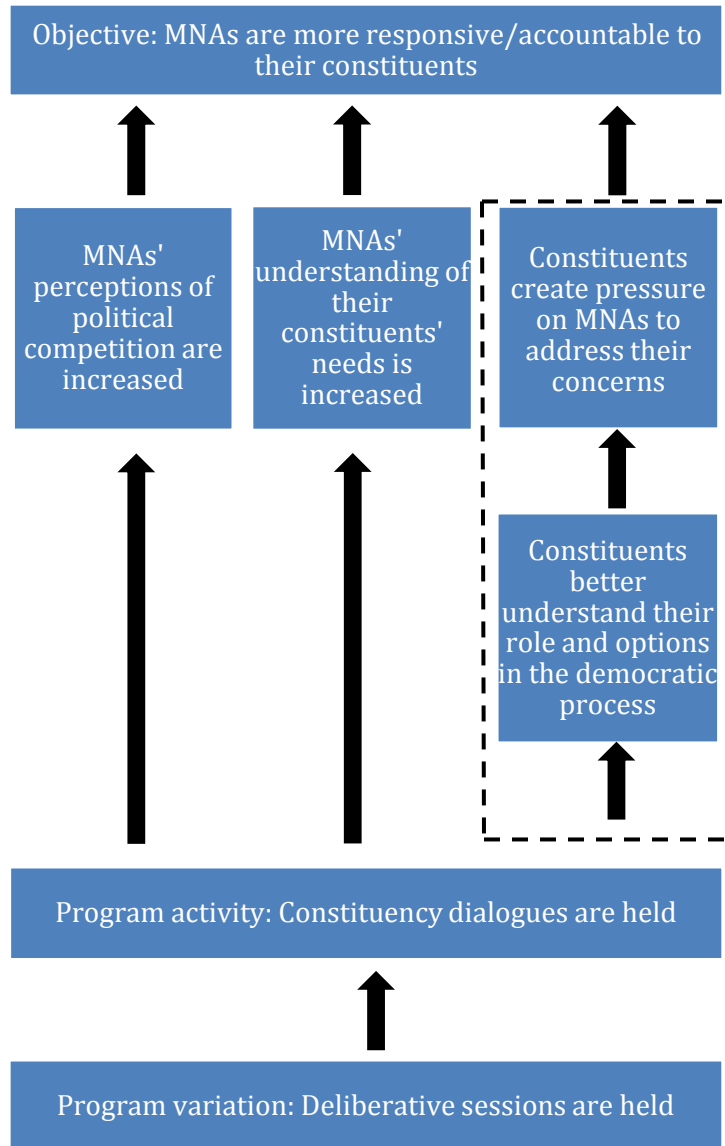 Objective: MNAs are more responsive/accountable to
their constituents
MNAs'
perceptions of
political
competition are
increased
MNAs'
understanding of
their
constituents'
needs is
increased
Constituents
create pressure
on MNAs to
address their
concerns
Constituents
better
understand their
role and options
in the democratic
process
Program activity: Constituency dialogues are held
Program variation: Deliberative sessions are held